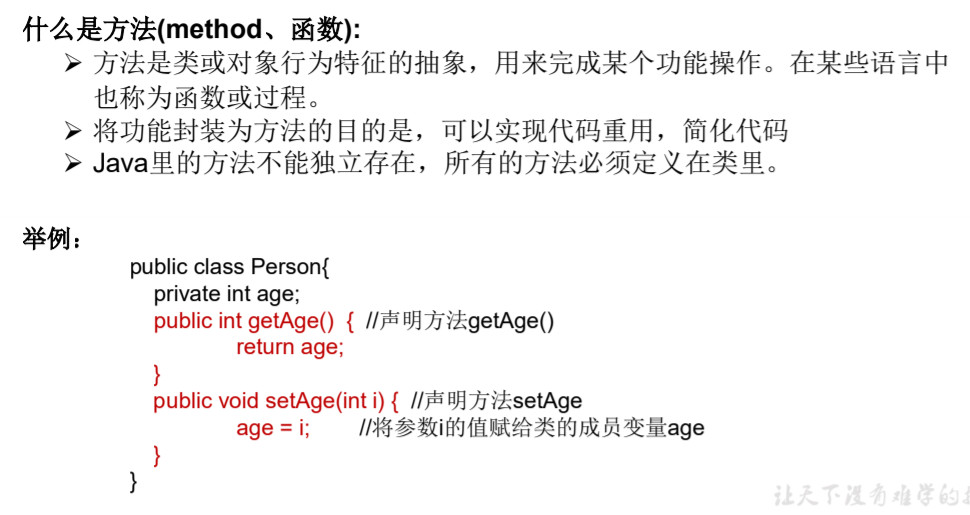 什么是方法(method、函数):
➢ 方法是类或对象行为特征的抽象，用来完成某个功能操作。在某些语言中
也称为函数或过程。
➢ 将功能封装为方法的目的是，可以实现代码重用，简化代码
➢ Java里的方法不能独立存在，所有的方法必须定义在类里。
举例：
public class Person{
private int age;
public int getAge() { //声明方法getAge()
return age;
}
public void setAge(int i) { //声明方法setAge
age = i; //将参数i的值赋给类的成员变量age
}
}
让天下没有难学的